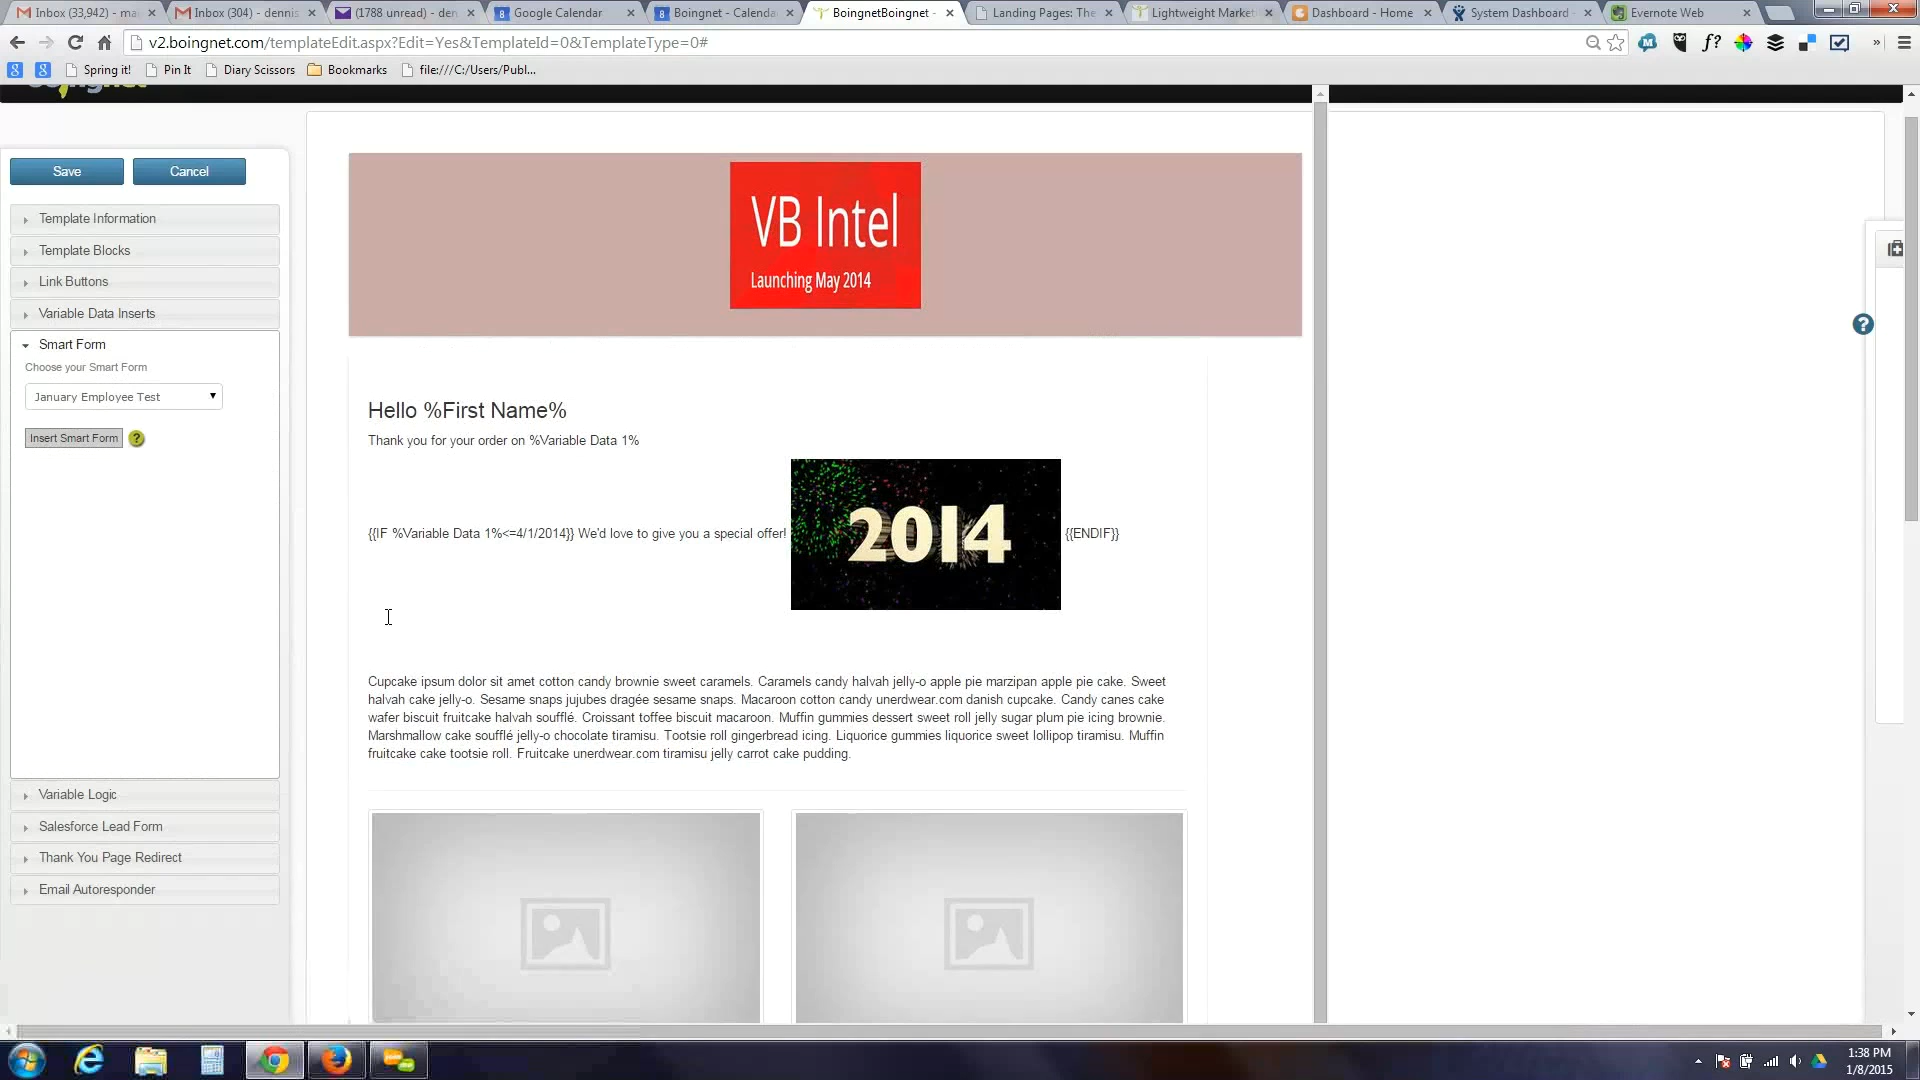 Inbox (33,942) - ma
Inbox (304) - dennis
(1788 unread) - den
Google Calendar
Boingnet - Calenda
BoingnetBoingnet -
Landing Pages: The
Lightweight Market
Dashboard - Home
System Dashboard -
Evernote Web
v2.boingnet.com/templateEdit.aspx?Edit=Yes&TemplateId=0&TemplateType=0#
Spring it!
Pin It
Diary Scissors
Bookmarks
file:///C:/Users/Publ...
Save
Cancel
Template Information
Template Blocks
Link Buttons
Variable Data Inserts
Smart Form
Choose your Smart Form
January Employee Test
Insert Smart Form ?
Variable Logic
Salesforce Lead Form
Thank You Page Redirect
Email Autoresponder
VB Intel
Launching May 2014
Hello %First Name%
Thank you for your order on %Variable Data 1%
{{IF %Variable Data 1%<=4/1/2014}} We'd love to give you a special offer! 2014 {{ENDIF}}
Cupcake ipsum dolor sit amet cotton candy brownie sweet caramels. Caramels candy halvah jelly-o apple pie marzipan apple pie cake. Sweet
halvah cake jelly-o. Sesame snaps jujubes dragée sesame snaps. Macaroon cotton candy unerdwear.com danish cupcake. Candy canes cake
wafer biscuit fruitcake halvah soufflé. Croissant toffee biscuit macaroon. Muffin gummies dessert sweet roll jelly sugar plum pie icing brownie.
Marshmallow cake soufflé jelly-o chocolate tiramisu. Tootsie roll gingerbread icing. Liquorice gummies liquorice sweet lollipop tiramisu. Muffin
fruitcake cake tootsie roll. Fruitcake unerdwear.com tiramisu jelly carrot cake pudding.
?
1:38 PM
1/8/2015